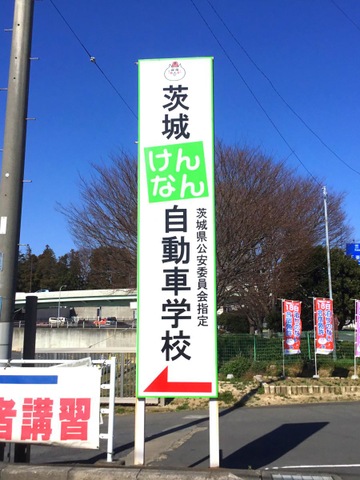 茨城
けん
なん
自動車学校
茨城県公安委員会指定
者講習